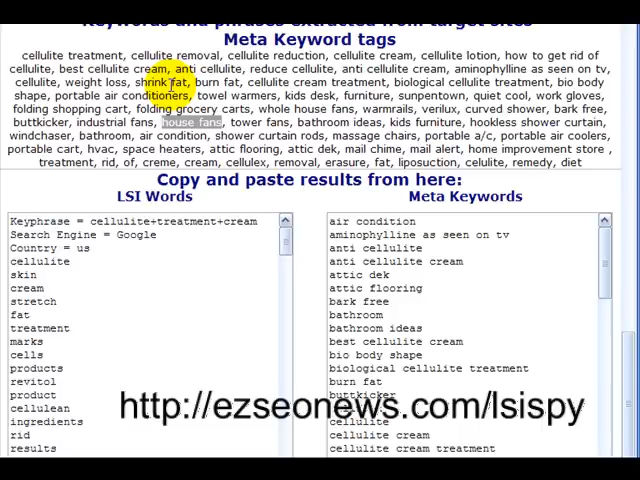 Keywords and phrases extracted from target sites
Meta Keyword tags
cellulite treatment, cellulite removal, cellulite reduction, cellulite cream, cellulite lotion, how to get rid of
cellulite, best cellulite cream, anti cellulite, reduce cellulite, anti cellulite cream, aminophylline as seen on tv,
cellulite, weight loss, shrink fat, burn fat, cellulite cream treatment, biological cellulite treatment, bio body
shape, portable air conditioners, towel warmers, kids desk, furniture, sunpentown, quiet cool, work gloves,
folding shopping cart, folding grocery carts, whole house fans, warmrails, verilux, curved shower, bark free,
buttkicker, industrial fans, house fans, tower fans, bathroom ideas, kids furniture, hookless shower curtain,
windchaser, bathroom, air condition, shower curtain rods, massage chairs, portable a/c, portable air coolers,
portable cart, hvac, space heaters, attic flooring, attic dek, mail chime, mail alert, home improvement store ,
treatment, rid, of, creme, cream, cellulex, removal, erasure, fat, liposuction, celulite, remedy, diet
Copy and paste results from here:
LSI Words
Keyphrase = cellulite+treatment+cream
Search Engine = Google
Country = us
cellulite
skin
cream
stretch
fat
treatment
marks
cells
products
revitol
product
cellulean
ingredients
rid
results
Meta Keywords
air condition
aminophylline as seen on tv
anti cellulite
anti cellulite cream
attic dek
attic flooring
bark free
bathroom
bathroom ideas
best cellulite cream
bio body shape
biological cellulite treatment
burn fat
buttkicker
cellulite
cellulite cream
cellulite cream treatment
http://ezseonews.com/lsispy